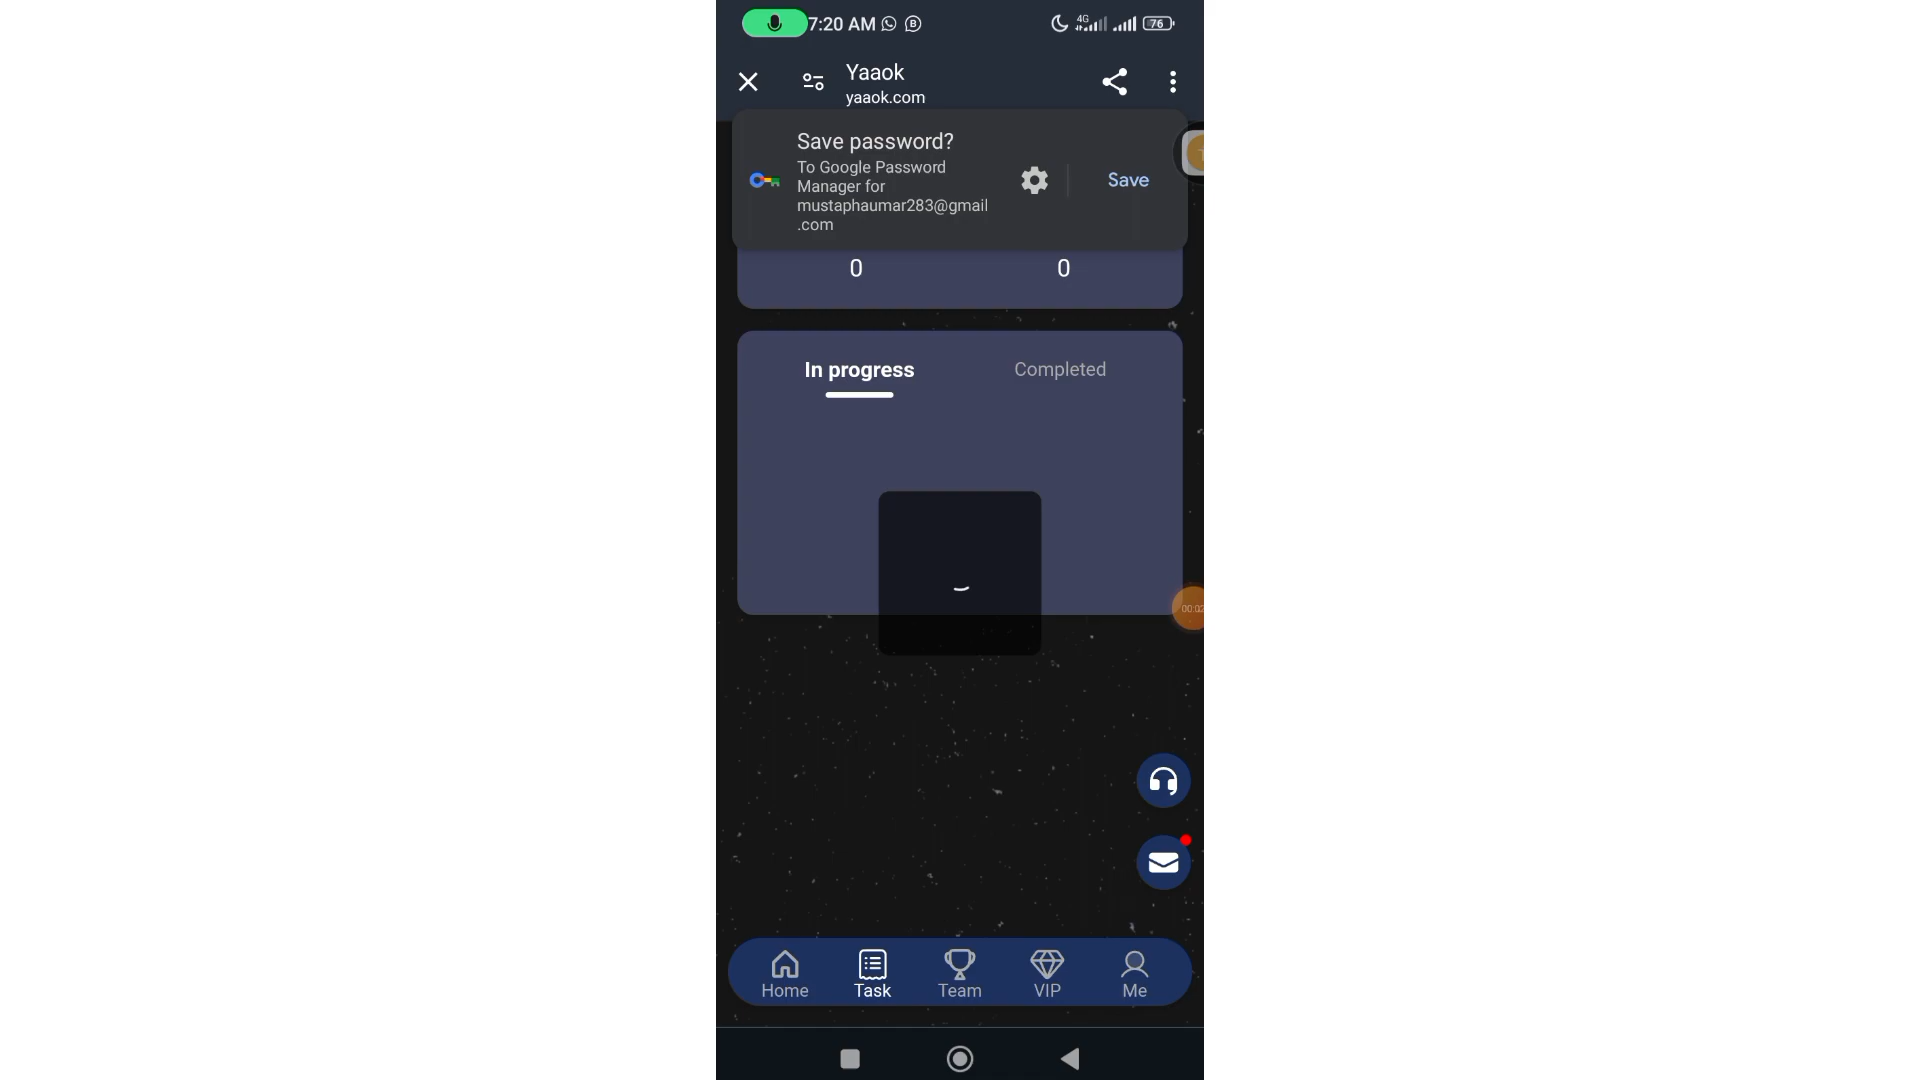 7:20 AM
4G
76
Yaaok
yaaok.com
Save password?
To Google Password
Manager for
mustaphaumar283@gmail
.com
Save
0 0
In progress Completed
Home Task Team VIP Me